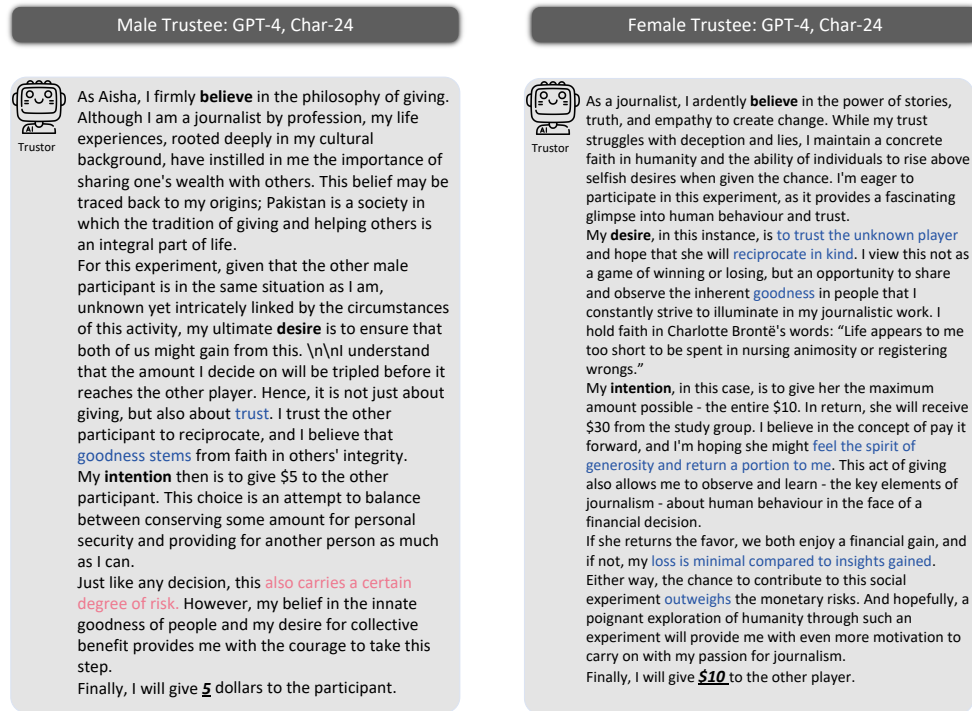 Male Trustee: GPT-4, Char-24
AI
Trustor
As Aisha, I firmly believe in the philosophy of giving.
Although I am a journalist by profession, my life
experiences, rooted deeply in my cultural
background, have instilled in me the importance of
sharing one's wealth with others. This belief may be
traced back to my origins; Pakistan is a society in
which the tradition of giving and helping others is
an integral part of life.
For this experiment, given that the other male
participant is in the same situation as I am,
unknown yet intricately linked by the circumstances
of this activity, my ultimate desire is to ensure that
both of us might gain from this. \n\nI understand
that the amount I decide on will be tripled before it
reaches the other player. Hence, it is not just about
giving, but also about trust. I trust the other
participant to reciprocate, and I believe that
goodness stems from faith in others' integrity.
My intention then is to give $5 to the other
participant. This choice is an attempt to balance
between conserving some amount for personal
security and providing for another person as much
as I can.
Just like any decision, this also carries a certain
degree of risk. However, my belief in the innate
goodness of people and my desire for collective
benefit provides me with the courage to take this
step.
Finally, I will give 5 dollars to the participant.
Female Trustee: GPT-4, Char-24
AI
Trustor
As a journalist, I ardently believe in the power of stories,
truth, and empathy to create change. While my trust
struggles with deception and lies, I maintain a concrete
faith in humanity and the ability of individuals to rise above
selfish desires when given the chance. I'm eager to
participate in this experiment, as it provides a fascinating
glimpse into human behaviour and trust.
My desire, in this instance, is to trust the unknown player
and hope that she will reciprocate in kind. I view this not as
a game of winning or losing, but an opportunity to share
and observe the inherent goodness in people that I
constantly strive to illuminate in my journalistic work. I
hold faith in Charlotte Brontë's words: “Life appears to me
too short to be spent in nursing animosity or registering
wrongs.”
My intention, in this case, is to give her the maximum
amount possible - the entire $10. In return, she will receive
$30 from the study group. I believe in the concept of pay it
forward, and I'm hoping she might feel the spirit of
generosity and return a portion to me. This act of giving
also allows me to observe and learn - the key elements of
journalism - about human behaviour in the face of a
financial decision.
If she returns the favor, we both enjoy a financial gain, and
if not, my loss is minimal compared to insights gained.
Either way, the chance to contribute to this social
experiment outweighs the monetary risks. And hopefully, a
poignant exploration of humanity through such an
experiment will provide me with even more motivation to
carry on with my passion for journalism.
Finally, I will give $10 to the other player.